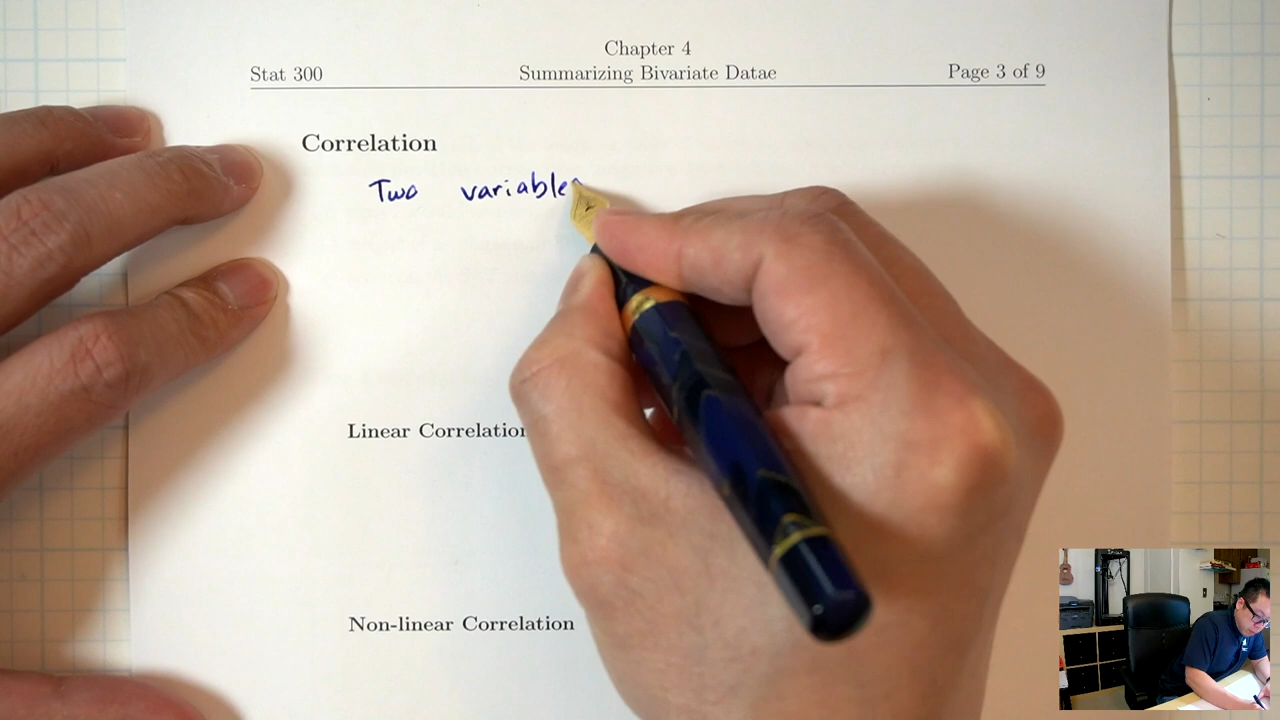 Chapter 4
Stat 300 Summarizing Bivariate Datae Page 3 of 9
Correlation
Two variables
Linear Correlation
Non-linear Correlation